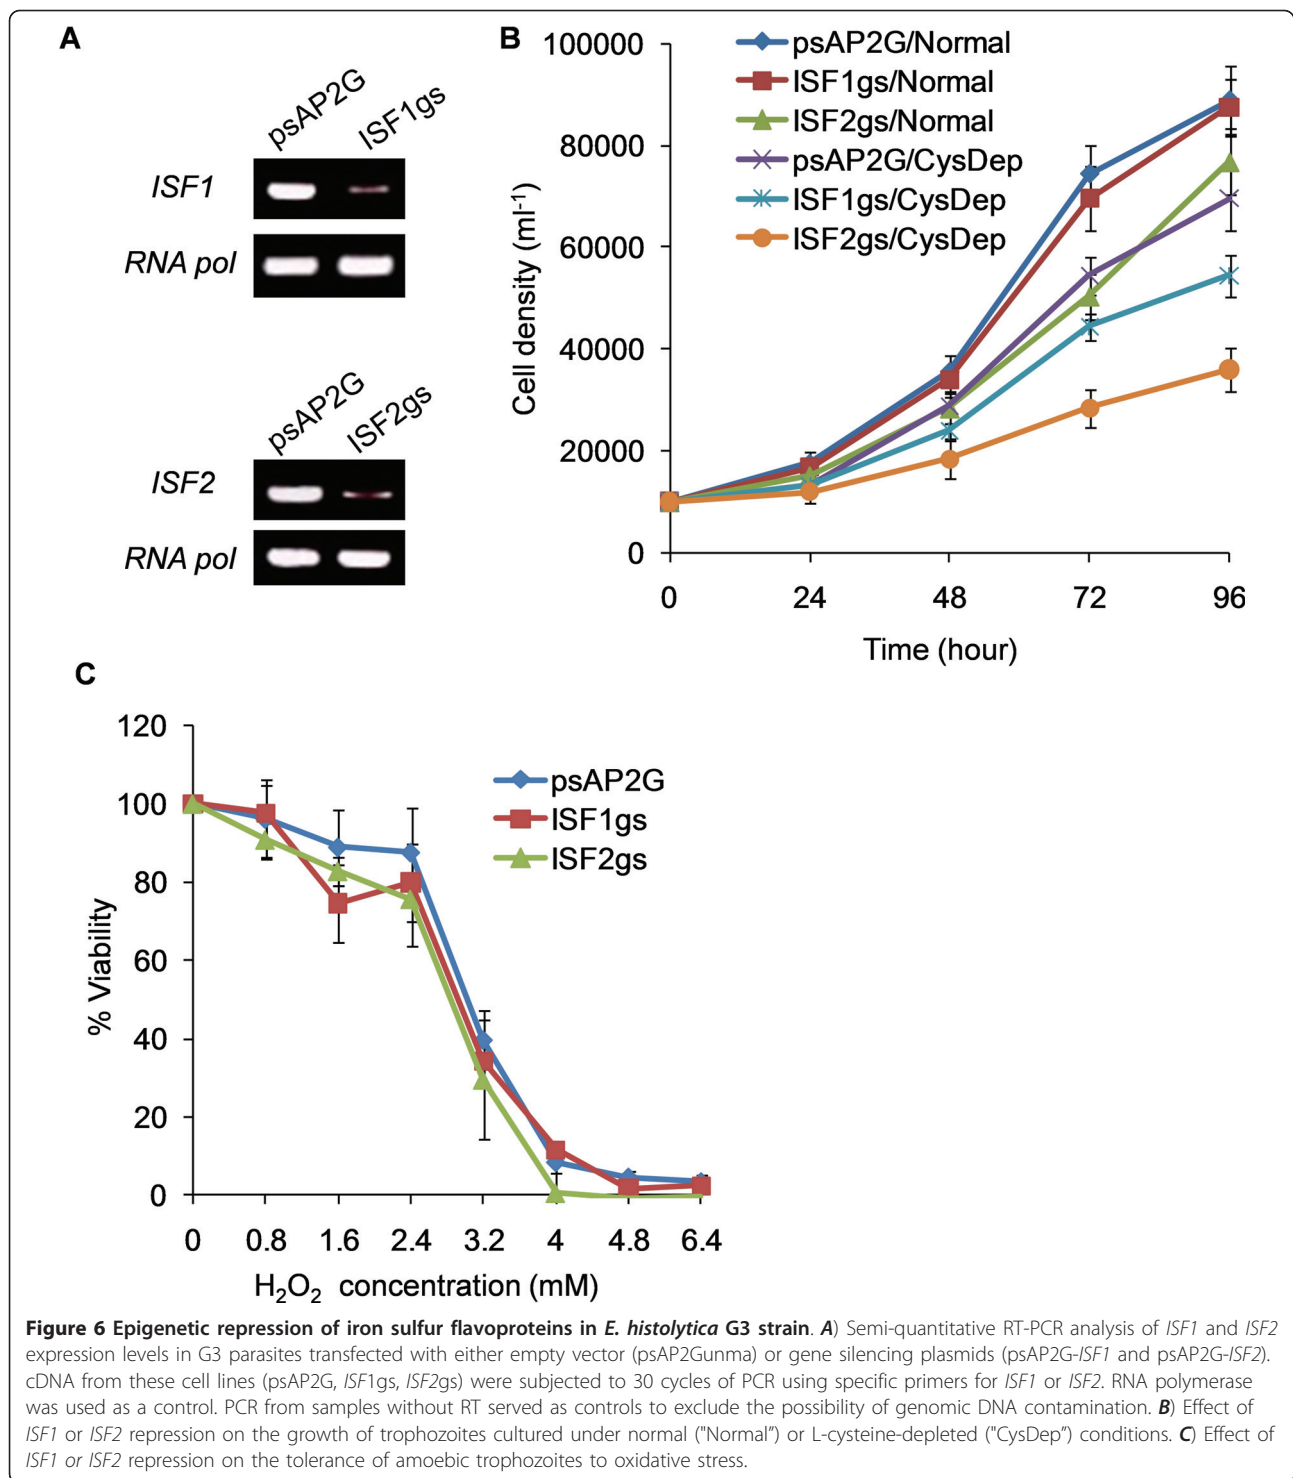 A
psAP2G
ISF1gs
ISF1
RNA pol
psAP2G
ISF2gs
ISF2
RNA pol
B
100000
80000
60000
40000
20000
0
Cell density (ml-1)
psAP2G/Normal
ISF1gs/Normal
ISF2gs/Normal
psAP2G/CysDep
ISF1gs/CysDep
ISF2gs/CysDep
0 24 48 72 96
Time (hour)
C
120
100
80
60
40
20
0
% Viability
psAP2G
ISF1gs
ISF2gs
0 0.8 1.6 2.4 3.2 4 4.8 6.4
H2O2 concentration (mM)
Figure 6 Epigenetic repression of iron sulfur flavoproteins in E. histolytica G3 strain. A) Semi-quantitative RT-PCR analysis of ISF1 and ISF2
expression levels in G3 parasites transfected with either empty vector (psAP2Gunma) or gene silencing plasmids (psAP2G-ISF1 and psAP2G-ISF2).
cDNA from these cell lines (psAP2G, ISF1gs, ISF2gs) were subjected to 30 cycles of PCR using specific primers for ISF1 or ISF2. RNA polymerase
was used as a control. PCR from samples without RT served as controls to exclude the possibility of genomic DNA contamination. B) Effect of
ISF1 or ISF2 repression on the growth of trophozoites cultured under normal ("Normal") or L-cysteine-depleted ("CysDep") conditions. C) Effect of
ISF1 or ISF2 repression on the tolerance of amoebic trophozoites to oxidative stress.